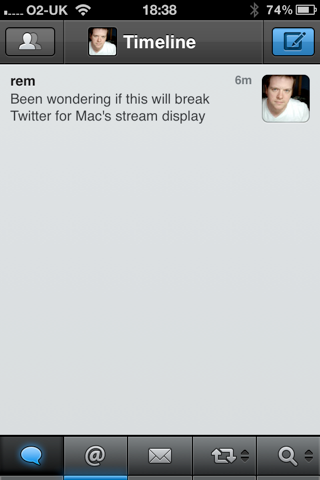 O2-UK 18:38 74%
Timeline
rem 6m
Been wondering if this will break
Twitter for Mac's stream display
@